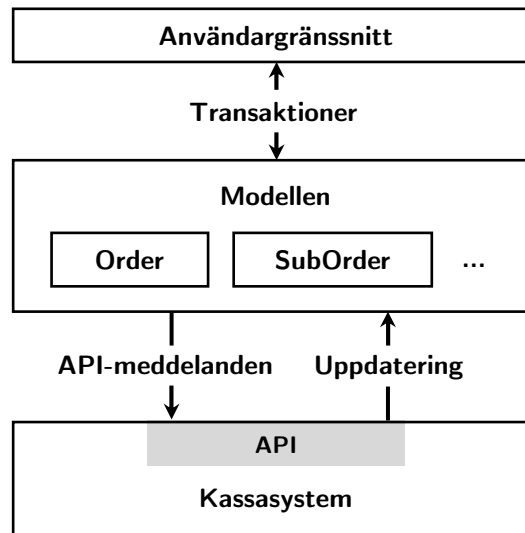 Användargränssnitt
Transaktioner
Modellen
Order SubOrder ...
API-meddelanden Uppdatering
API
Kassasystem